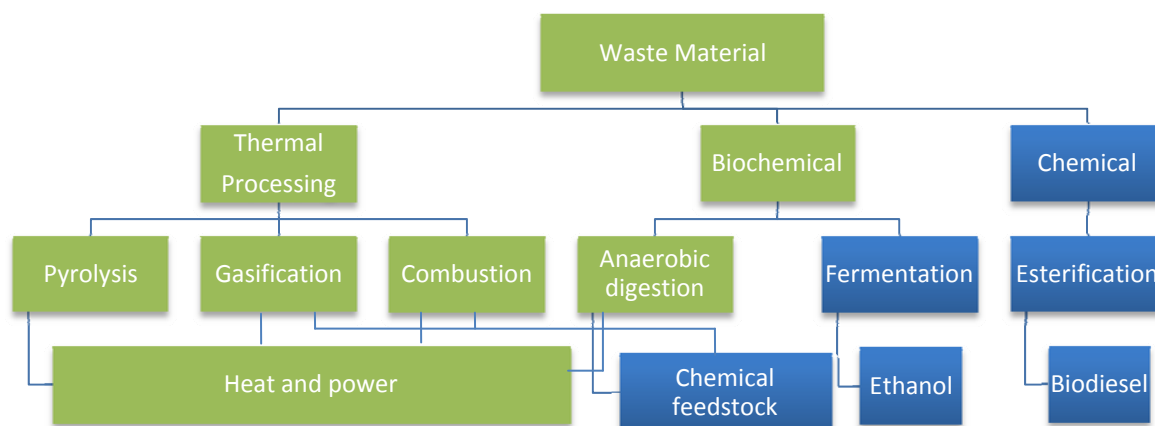 Waste Material
Thermal
Processing
Biochemical
Chemical
Pyrolysis
Gasification
Combustion
Anaerobic
digestion
Fermentation
Esterification
Heat and power
Chemical
feedstock
Ethanol
Biodiesel